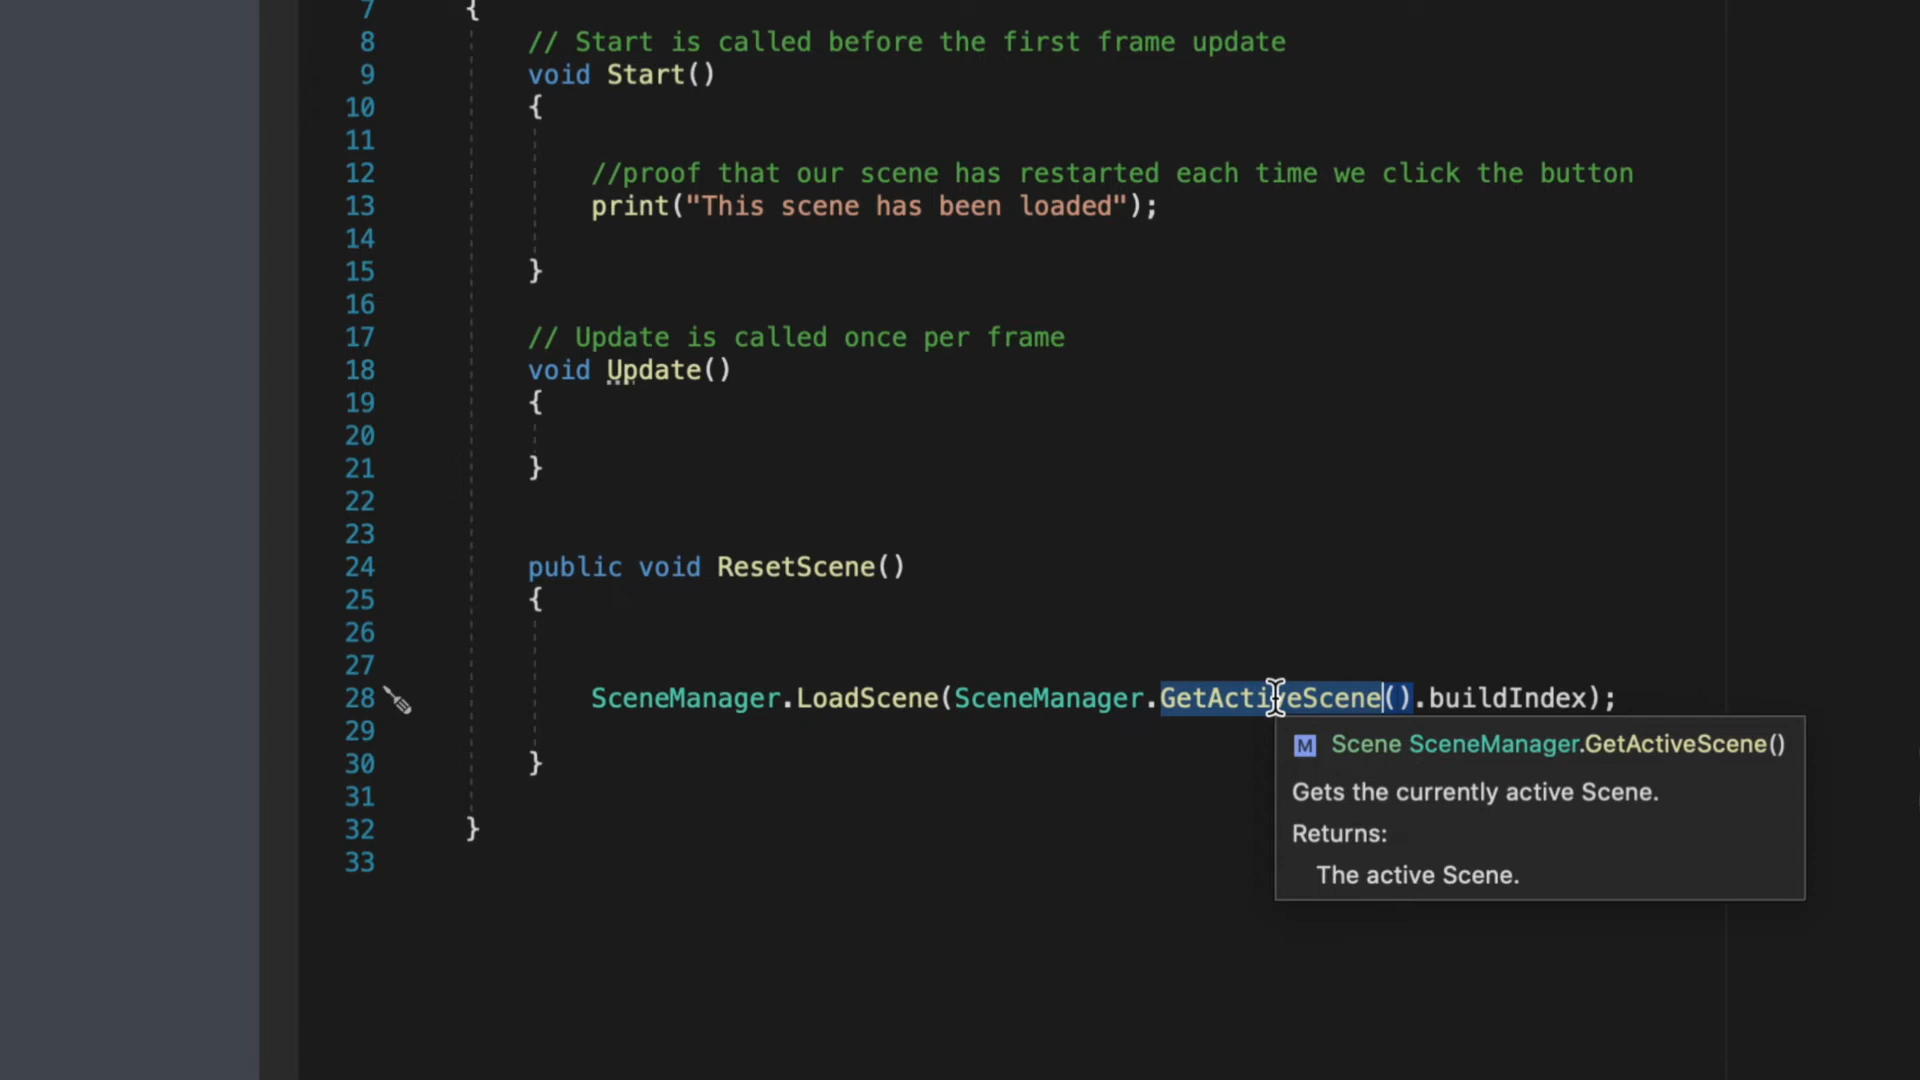 7 {
8 // Start is called before the first frame update
9 void Start()
10 {
11
12 //proof that our scene has restarted each time we click the button
13 print("This scene has been loaded");
14
15 }
16
17 // Update is called once per frame
18 void Update()
19 {
20
21 }
22
23
24 public void ResetScene()
25 {
26
27
28 SceneManager.LoadScene(SceneManager.GetActiveScene().buildIndex);
29
M Scene SceneManager.GetActiveScene()
30 }
Gets the currently active Scene.
31
Returns:
32 }
33
The active Scene.